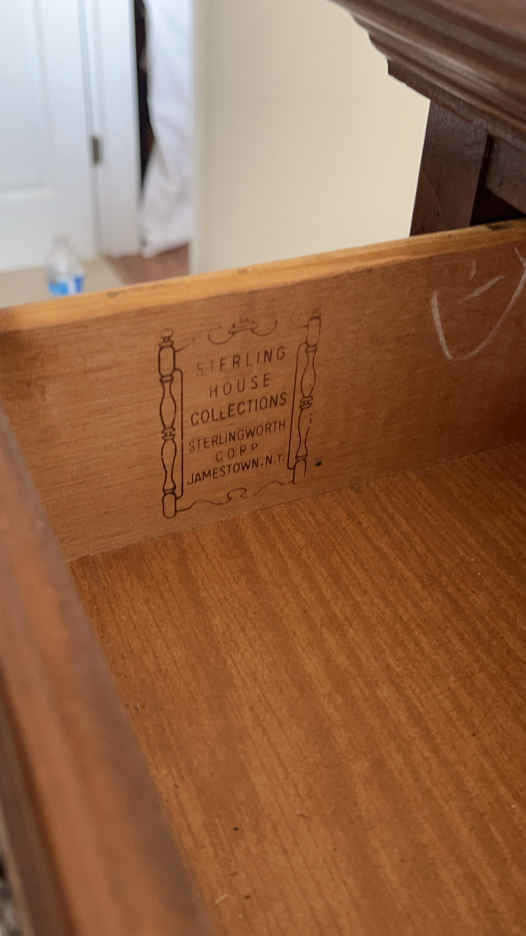 STERLING
HOUSE
COLLECTIONS
STERLINGWORTH
CORP
JAMESTOWN, N.Y.